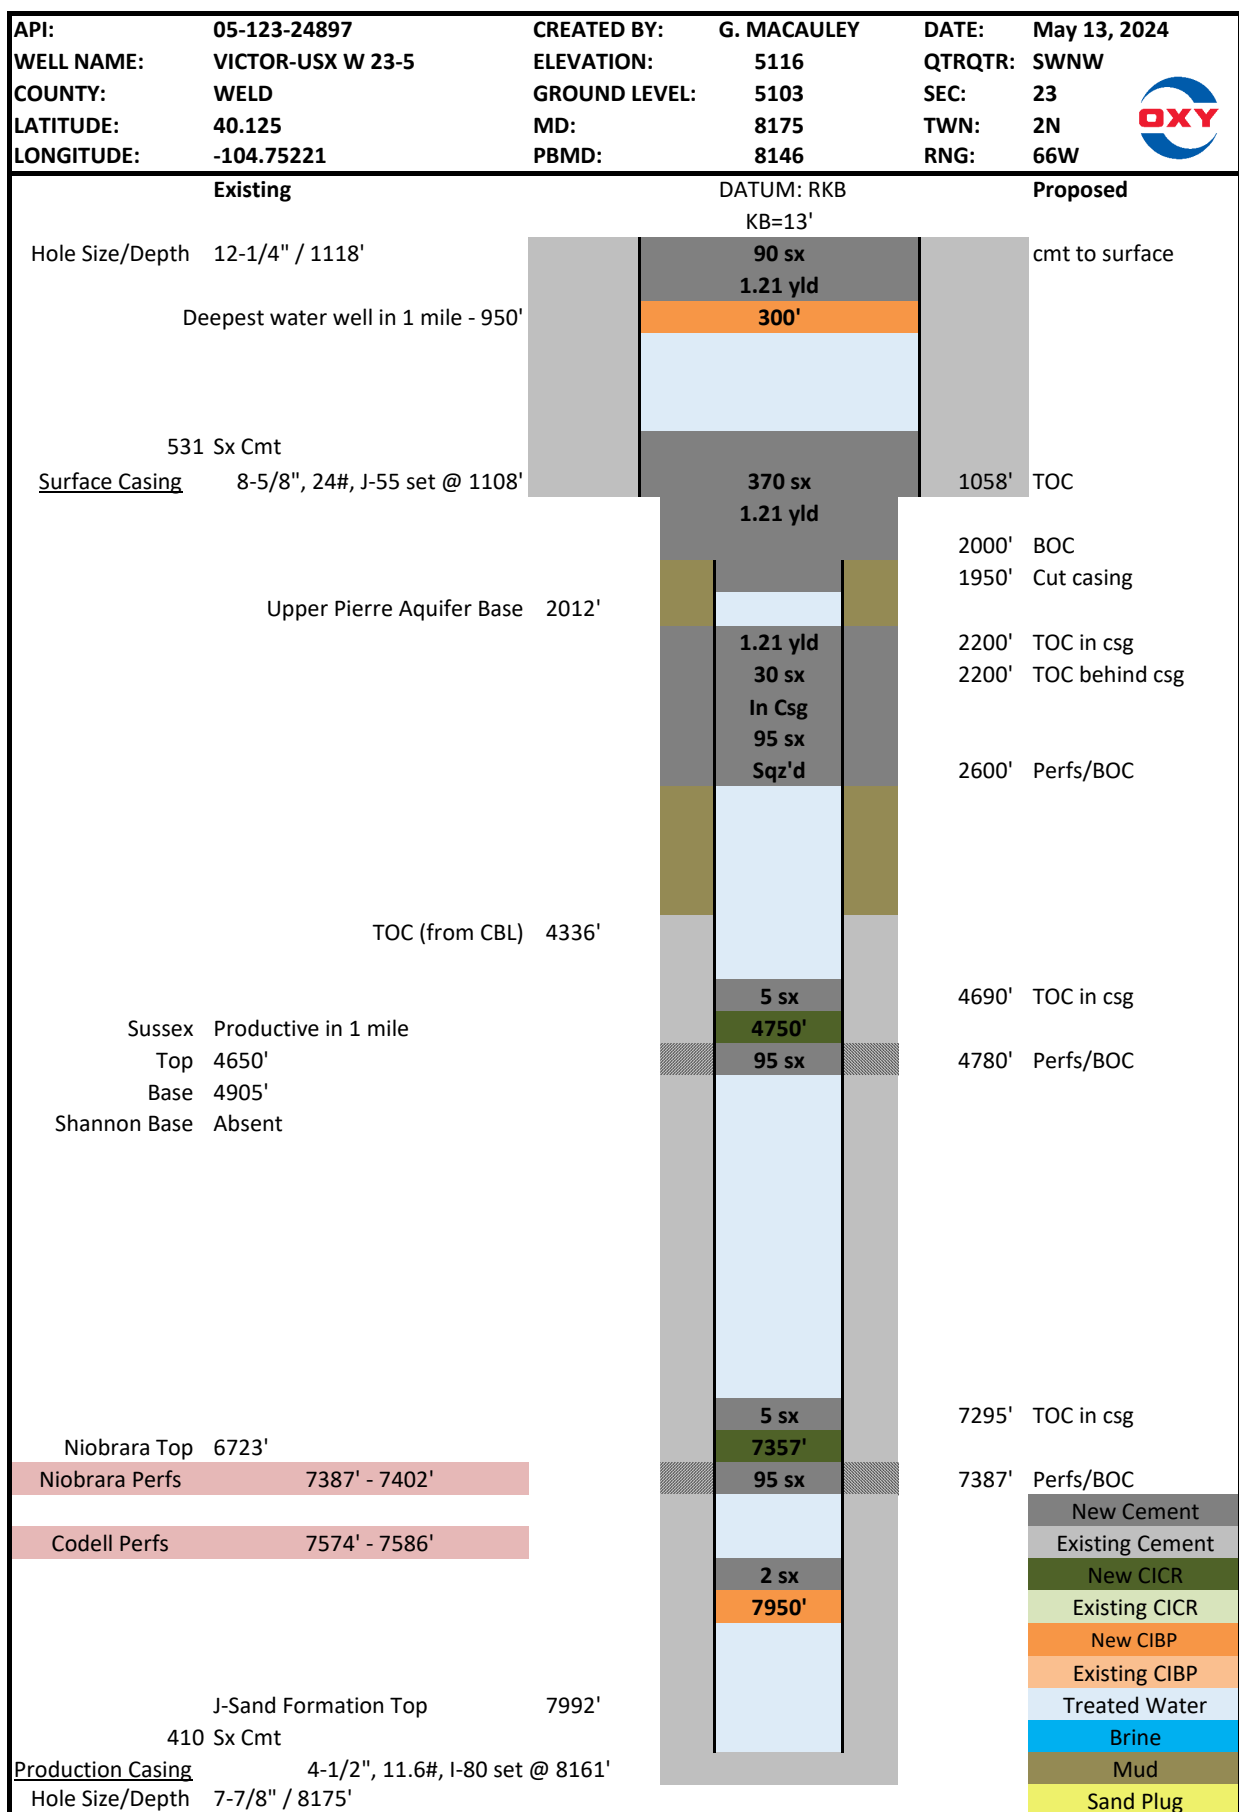 API: 05-123-24897 CREATED BY: G. MACAULEY DATE: May 13, 2024
WELL NAME: VICTOR-USX W 23-5 ELEVATION: 5116 QTRQTR: SWNW
COUNTY: WELD GROUND LEVEL: 5103 SEC: 23
LATITUDE: 40.125 MD: 8175 TWN: 2N
LONGITUDE: -104.75221 PBMD: 8146 RNG: 66W
OXY
Existing DATUM: RKB Proposed
KB=13'
Hole Size/Depth 12-1/4" / 1118' 90 sx cmt to surface
1.21 yld
Deepest water well in 1 mile - 950' 300'
531 Sx Cmt
Surface Casing 8-5/8", 24#, J-55 set @ 1108' 370 sx 1058' TOC
1.21 yld
2000' BOC
1950' Cut casing
Upper Pierre Aquifer Base 2012'
1.21 yld 2200' TOC in csg
30 sx 2200' TOC behind csg
In Csg
95 sx
Sqz'd 2600' Perfs/BOC
TOC (from CBL) 4336'
5 sx 4690' TOC in csg
Sussex Productive in 1 mile 4750'
Top 4650' 95 sx 4780' Perfs/BOC
Base 4905'
Shannon Base Absent
5 sx 7295' TOC in csg
Niobrara Top 6723' 7357'
Niobrara Perfs 7387' - 7402' 95 sx 7387' Perfs/BOC
New Cement
Codell Perfs 7574' - 7586' Existing Cement
2 sx New CICR
7950' Existing CICR
New CIBP
Existing CIBP
J-Sand Formation Top 7992' Treated Water
410 Sx Cmt Brine
Production Casing 4-1/2", 11.6#, I-80 set @ 8161' Mud
Hole Size/Depth 7-7/8" / 8175' Sand Plug